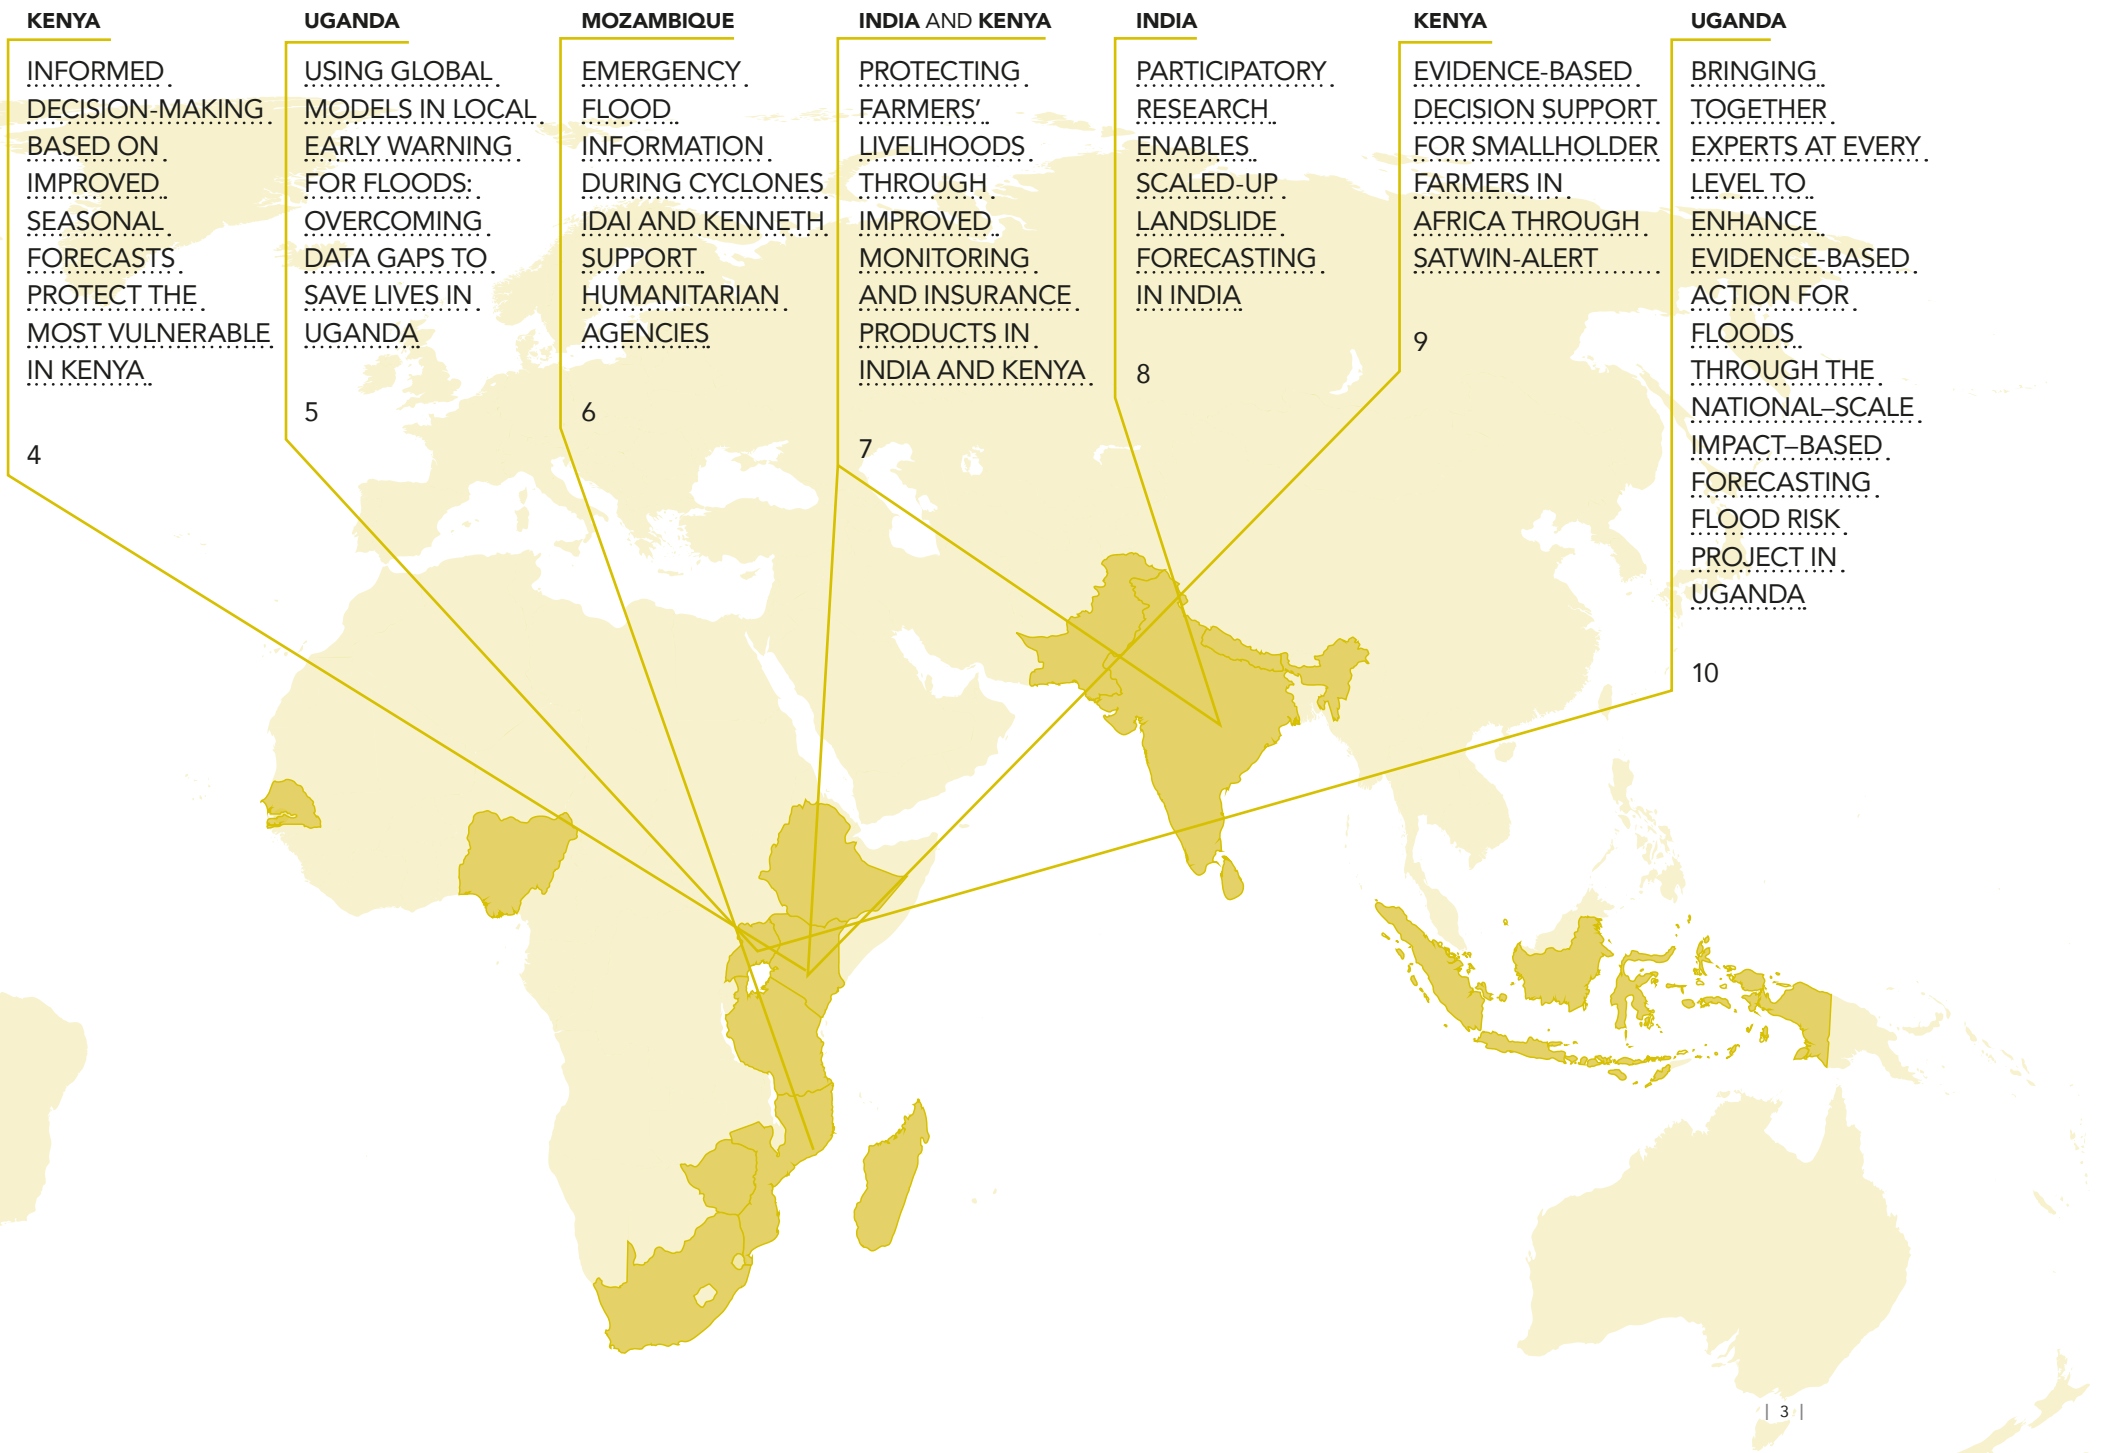 KENYA
INFORMED
DECISION-MAKING
BASED ON
IMPROVED
SEASONAL
FORECASTS
PROTECT THE
MOST VULNERABLE
IN KENYA
4
UGANDA
USING GLOBAL
MODELS IN LOCAL
EARLY WARNING
FOR FLOODS:
OVERCOMING
DATA GAPS TO
SAVE LIVES IN
UGANDA
5
MOZAMBIQUE
EMERGENCY
FLOOD
INFORMATION
DURING CYCLONES
IDAI AND KENNETH
SUPPORT
HUMANITARIAN
AGENCIES
6
INDIA AND KENYA
PROTECTING
FARMERS’
LIVELIHOODS
THROUGH
IMPROVED
MONITORING
AND INSURANCE
PRODUCTS IN
INDIA AND KENYA
7
INDIA
PARTICIPATORY
RESEARCH
ENABLES
SCALED-UP
LANDSLIDE
FORECASTING
IN INDIA
8
KENYA
EVIDENCE-BASED
DECISION SUPPORT
FOR SMALLHOLDER
FARMERS IN
AFRICA THROUGH
SATWIN-ALERT
9
UGANDA
BRINGING
TOGETHER
EXPERTS AT EVERY
LEVEL TO
ENHANCE
EVIDENCE-BASED
ACTION FOR
FLOODS
THROUGH THE
NATIONAL–SCALE
IMPACT–BASED
FORECASTING
FLOOD RISK
PROJECT IN
UGANDA
10
| 3 |